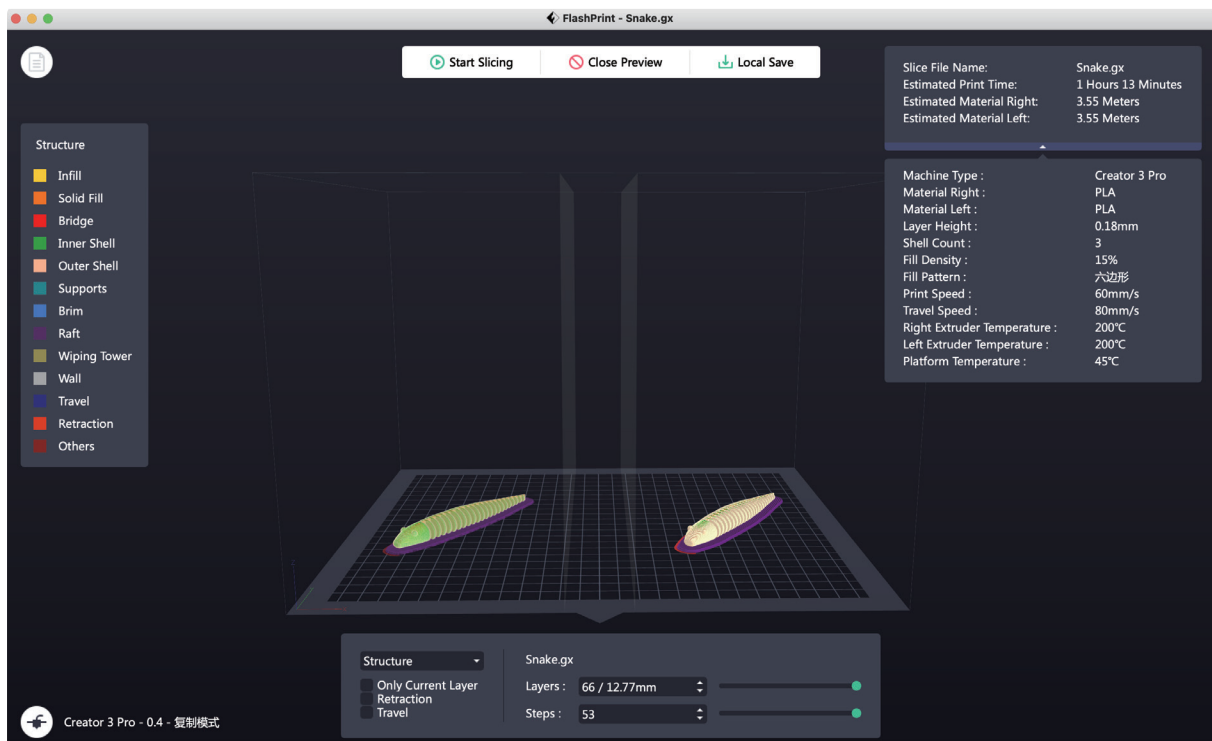 FlashPrint - Snake.gx
Start Slicing
Close Preview
Local Save
Slice File Name: Snake.gx
Estimated Print Time: 1 Hours 13 Minutes
Estimated Material Right: 3.55 Meters
Estimated Material Left: 3.55 Meters
Machine Type : Creator 3 Pro
Material Right : PLA
Material Left : PLA
Layer Height : 0.18mm
Shell Count : 3
Fill Density : 15%
Fill Pattern : 六边形
Print Speed : 60mm/s
Travel Speed : 80mm/s
Right Extruder Temperature : 200℃
Left Extruder Temperature : 200℃
Platform Temperature : 45℃
Structure
Infill
Solid Fill
Bridge
Inner Shell
Outer Shell
Supports
Brim
Raft
Wiping Tower
Wall
Travel
Retraction
Others
Structure
Only Current Layer
Retraction
Travel
Snake.gx
Layers : 66 / 12.77mm
Steps : 53
Creator 3 Pro - 0.4 - 复制模式